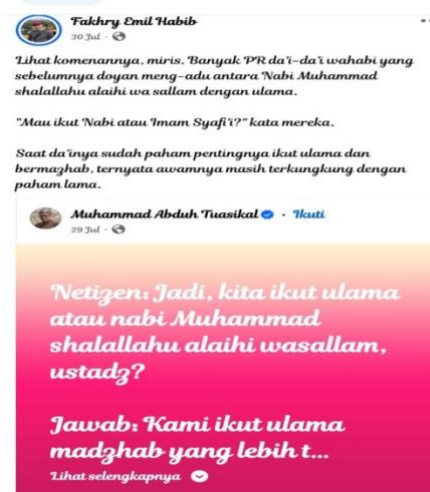 Fakhry Emil Habib
20 Jul
Lihat komenannya, miris. Banyak PR da'i-da'i wahabi yang
sebelumnya doyan meng-adu antara Nabi Muhammad
shalallahu alaihi wa sallam dengan ulama.
"Mau ikut Nabi atau Imam Syafi'i?" kata mereka.
Saat da'inya sudah paham pentingnya ikut ulama dan
bermazhab, ternyata awamnya masih terkungkung dengan
paham lama.
Muhammad Abduh Tuasikal · Ikuti
29 Jul
Netizen: Jadi, kita ikut ulama
atau nabi Muhammad
shalallahu alaihi wasallam,
ustadz?
Jawab: Kami ikut ulama
madzhab yang lebih t...
Lihat selengkapnya